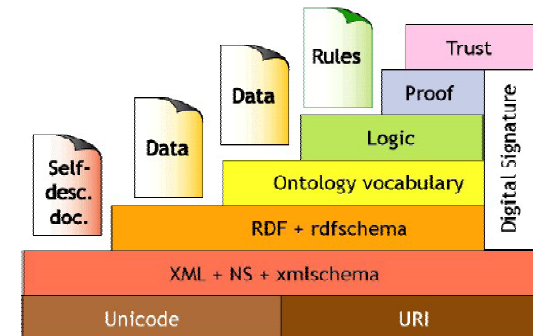 Rules
Trust
Data
Proof
Data
Logic
Self-
desc.
doc.
Ontology vocabulary
Digital Signature
RDF + rdfschema
XML + NS + xmlschema
Unicode
URI